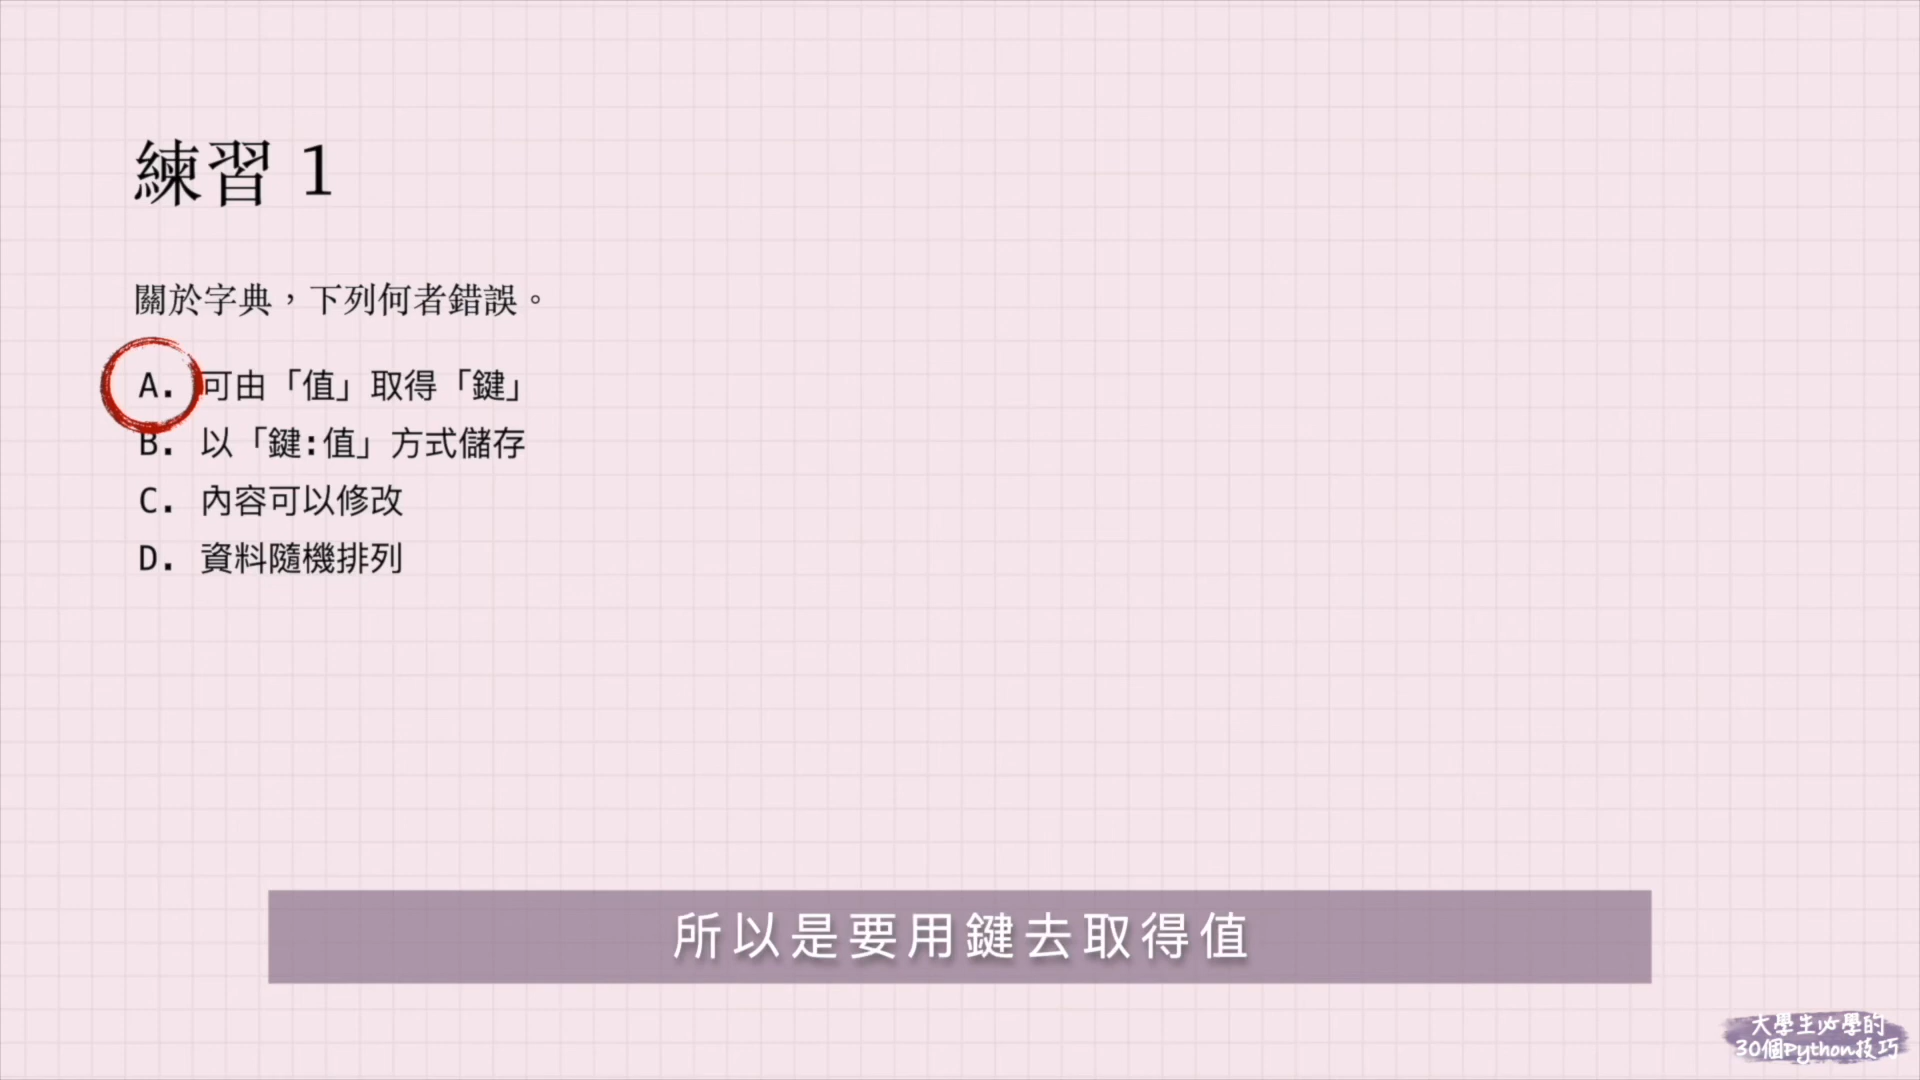 練習 1
關於字典，下列何者錯誤。
A. 可由「值」取得「鍵」
B. 以「鍵:值」方式儲存
C. 內容可以修改
D. 資料隨機排列
所以是要用鍵去取得值
大學生必學的
30個Python技巧